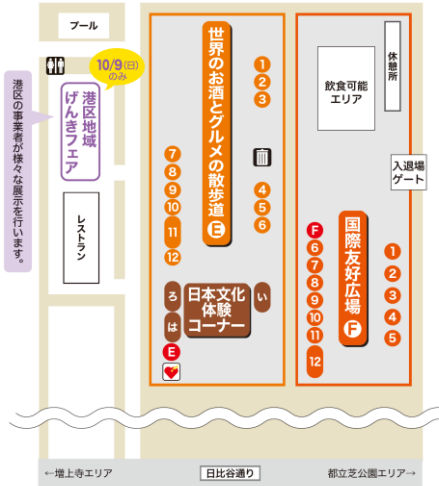 プール
10/9(日)
のみ
港区地域
げんきフェア
港区の事業者が様々な展示を行います。
レストラン
世界のお酒とグルメの散歩道 E
1
2
3
4
5
6
7
8
9
10
11
12
日本文化
体験
コーナー
い
ろ
は
E
飲食可能
エリア
休憩所
入退場
ゲート
国際友好広場 F
F
6
7
8
9
10
11
12
1
2
3
4
5
←増上寺エリア
日比谷通り
都立芝公園エリア→